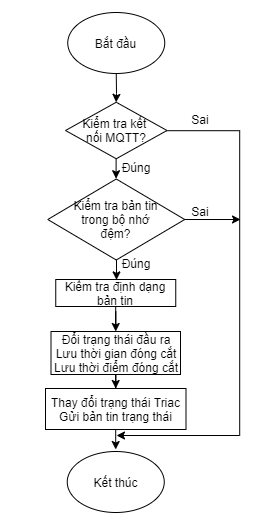 Bắt đầu
Kiểm tra kết
nối MQTT?
Sai
Đúng
Kiểm tra bản tin
trong bộ nhớ
đệm?
Sai
Đúng
Kiểm tra định dạng
bản tin
Đổi trạng thái đầu ra
Lưu thời gian đóng cắt
Lưu thời điểm đóng cắt
Thay đổi trạng thái Triac
Gửi bản tin trạng thái
Kết thúc